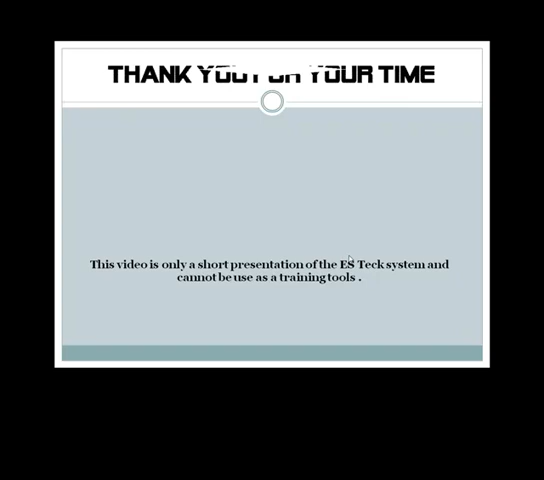 THANK YOU FOR YOUR TIME
This video is only a short presentation of the ES Teck system and
cannot be use as a training tools .